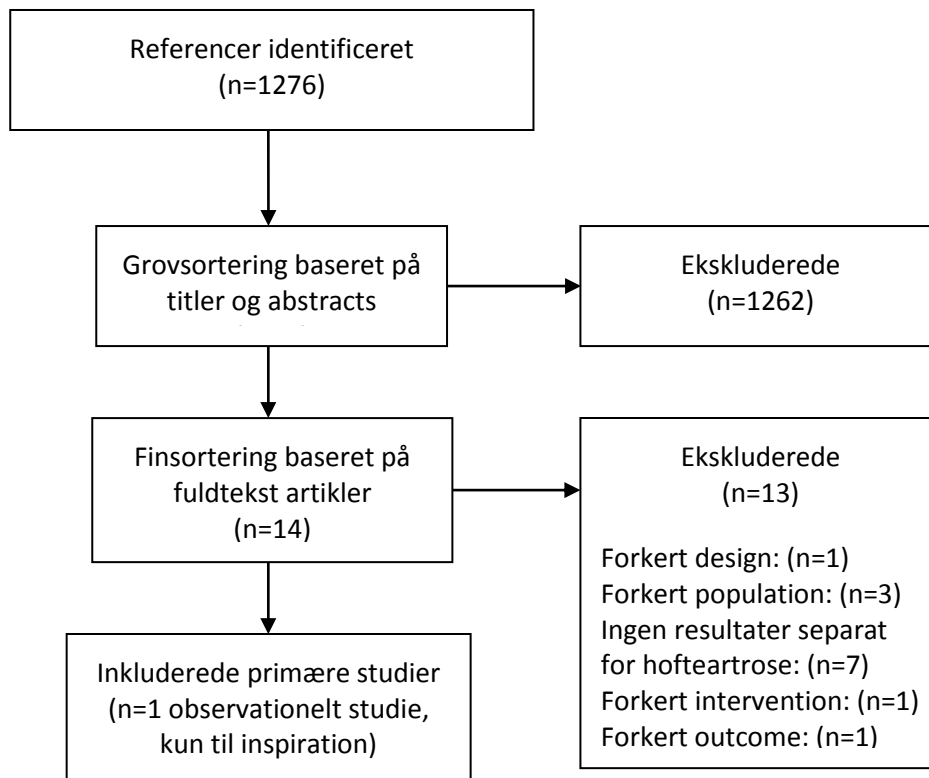 Referencer identificeret
(n=1276)
Grovsortering baseret på
titler og abstracts
Ekskluderede
(n=1262)
Finsortering baseret på
fuldtekst artikler
(n=14)
Ekskluderede
(n=13)
Forkert design: (n=1)
Forkert population: (n=3)
Ingen resultater separat
for hofteartrose: (n=7)
Forkert intervention: (n=1)
Forkert outcome: (n=1)
Inkluderede primære studier
(n=1 observationelt studie,
kun til inspiration)